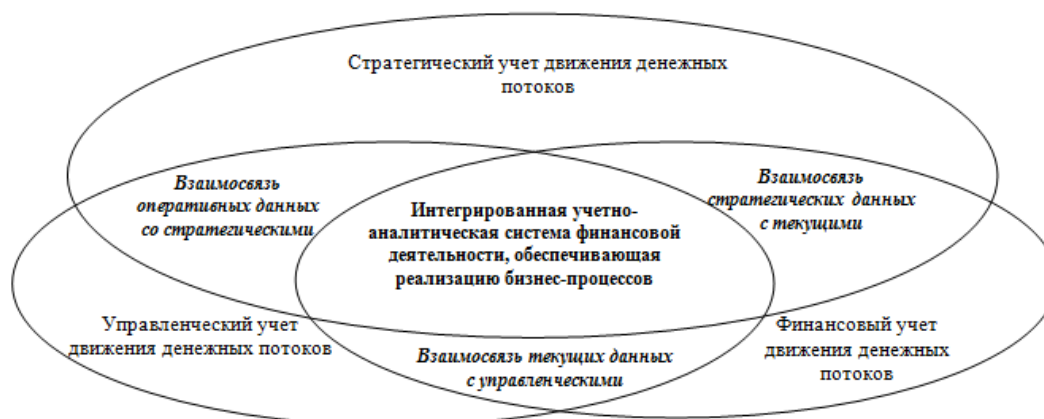 Стратегический учет движения денежных
потоков
Взаимосвязь
оперативных данных
со стратегическими
Интегрированная учетно-
аналитическая система финансовой
деятельности, обеспечивающая
реализацию бизнес-процессов
Взаимосвязь
стратегических данных
с текущими
Управленческий учет
движения денежных потоков
Взаимосвязь текущих данных
с управленческими
Финансовый учет
движения денежных
потоков